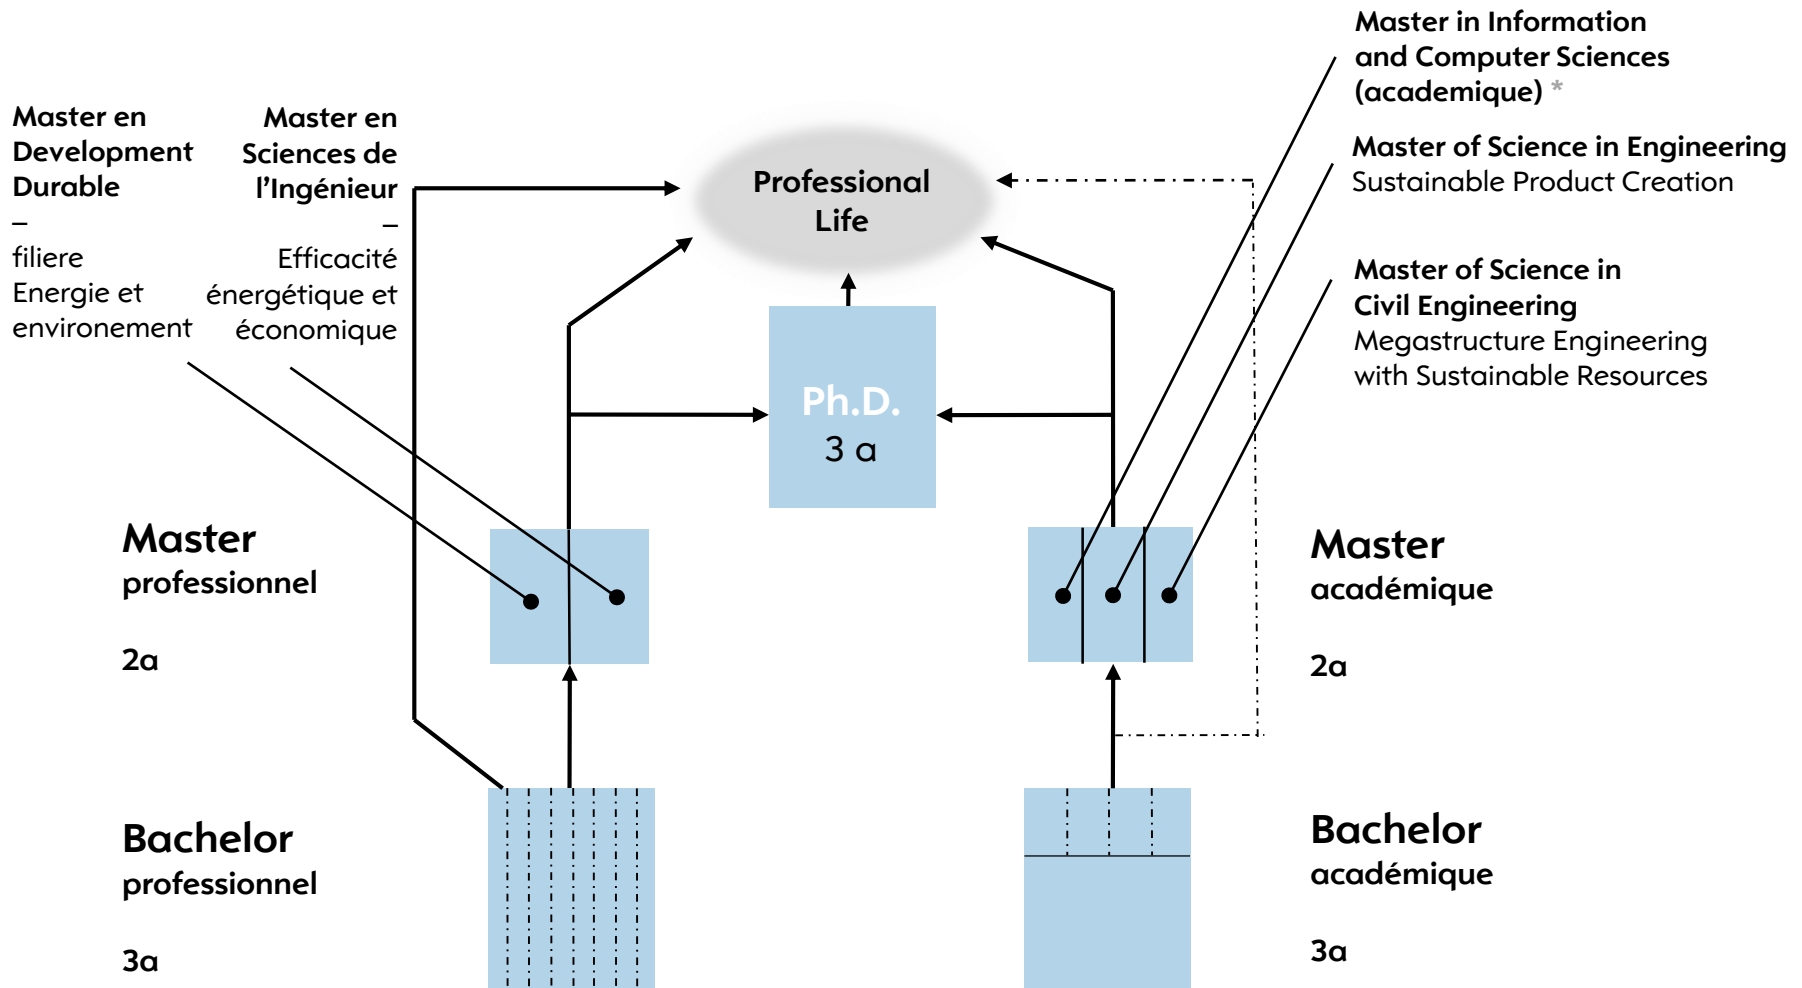 Master in Information
and Computer Sciences
(academique) *
Master en
Development
Durable
–
filiere
Energie et
environement
Master en
Sciences de
l'Ingénieur
–
Efficacité
énergétique et
économique
Professional
Life
Master of Science in Engineering
Sustainable Product Creation
Master of Science in
Civil Engineering
Megastructure Engineering
with Sustainable Resources
Ph.D.
3 a
Master
professionnel
2a
Master
académique
2a
Bachelor
professionnel
3a
Bachelor
académique
3a